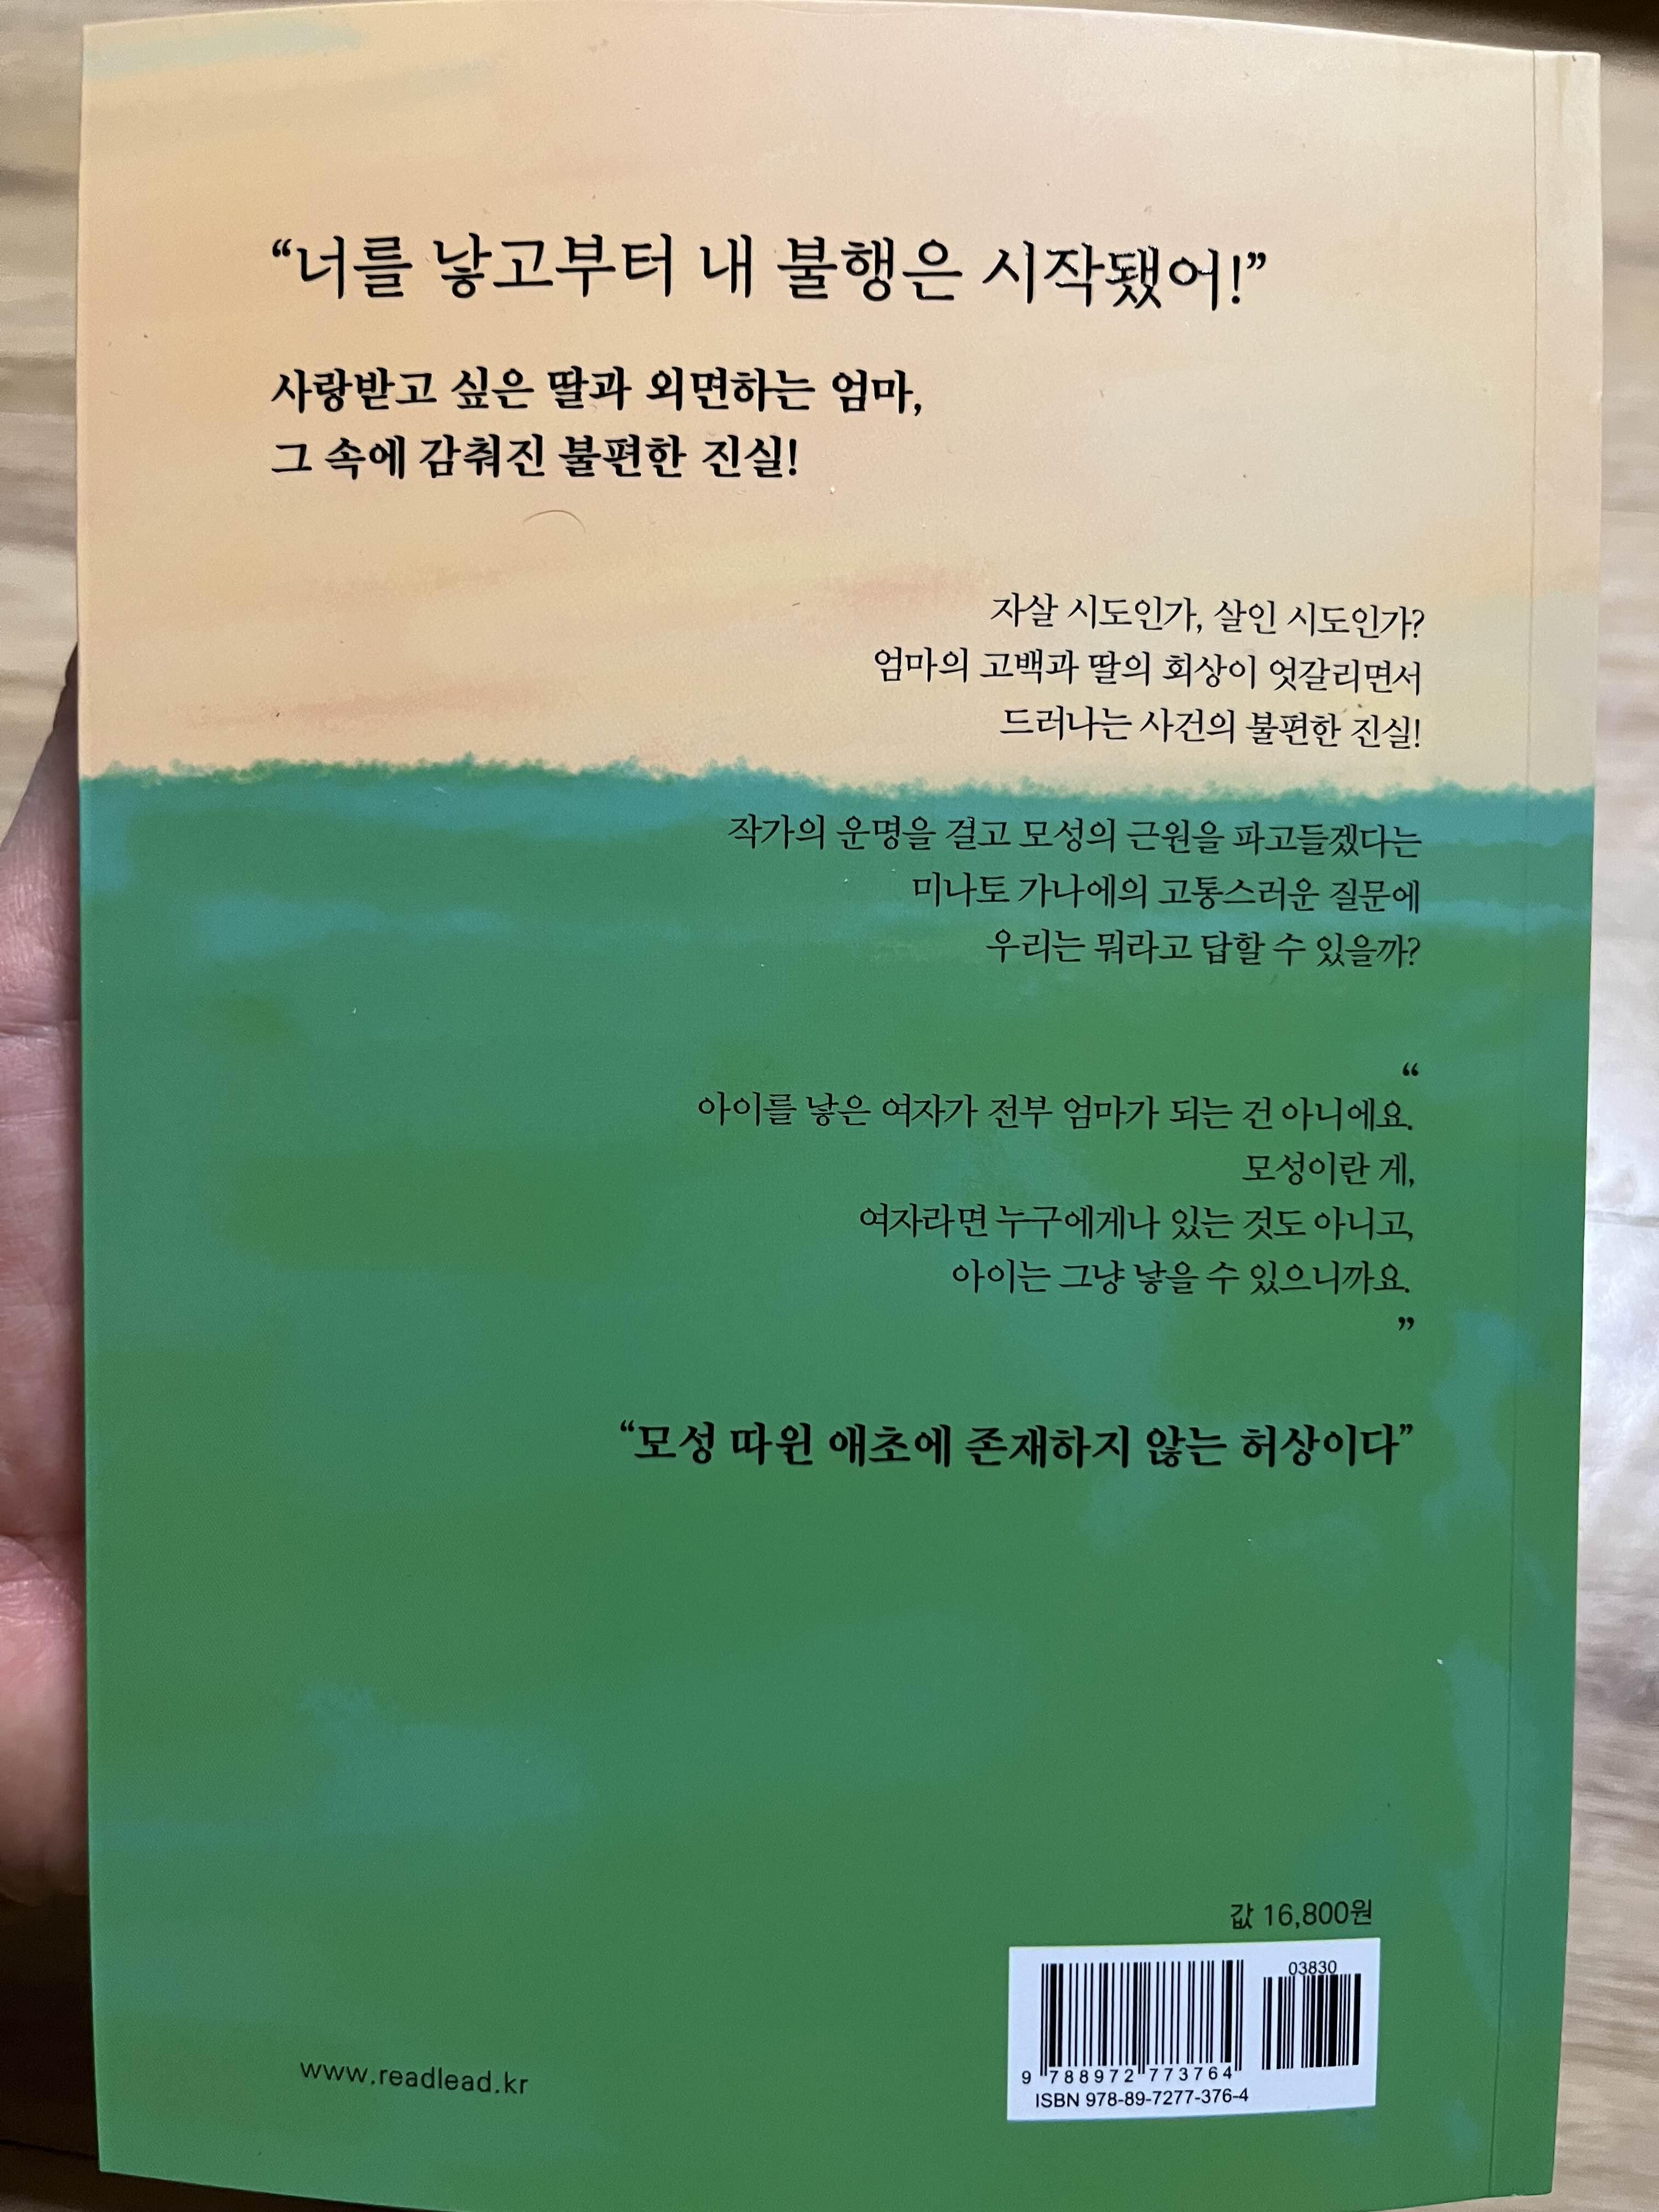 “너를 낳고부터 내 불행은 시작됐어!”
사랑받고 싶은 딸과 외면하는 엄마,
그 속에 감춰진 불편한 진실!
자살 시도인가, 살인 시도인가?
엄마의 고백과 딸의 회상이 엇갈리면서
드러나는 사건의 불편한 진실!
작가의 운명을 걸고 모성의 근원을 파고들겠다는
미나토 가나에의 고통스러운 질문에
우리는 뭐라고 답할 수 있을까?
“
아이를 낳은 여자가 전부 엄마가 되는 건 아니에요.
모성이란 게,
여자라면 누구에게나 있는 것도 아니고,
아이는 그냥 낳을 수 있으니까요.
”
“모성 따윈 애초에 존재하지 않는 허상이다”
값 16,800원
03830
9 788972 773764
ISBN 978-89-7277-376-4
www.readlead.kr